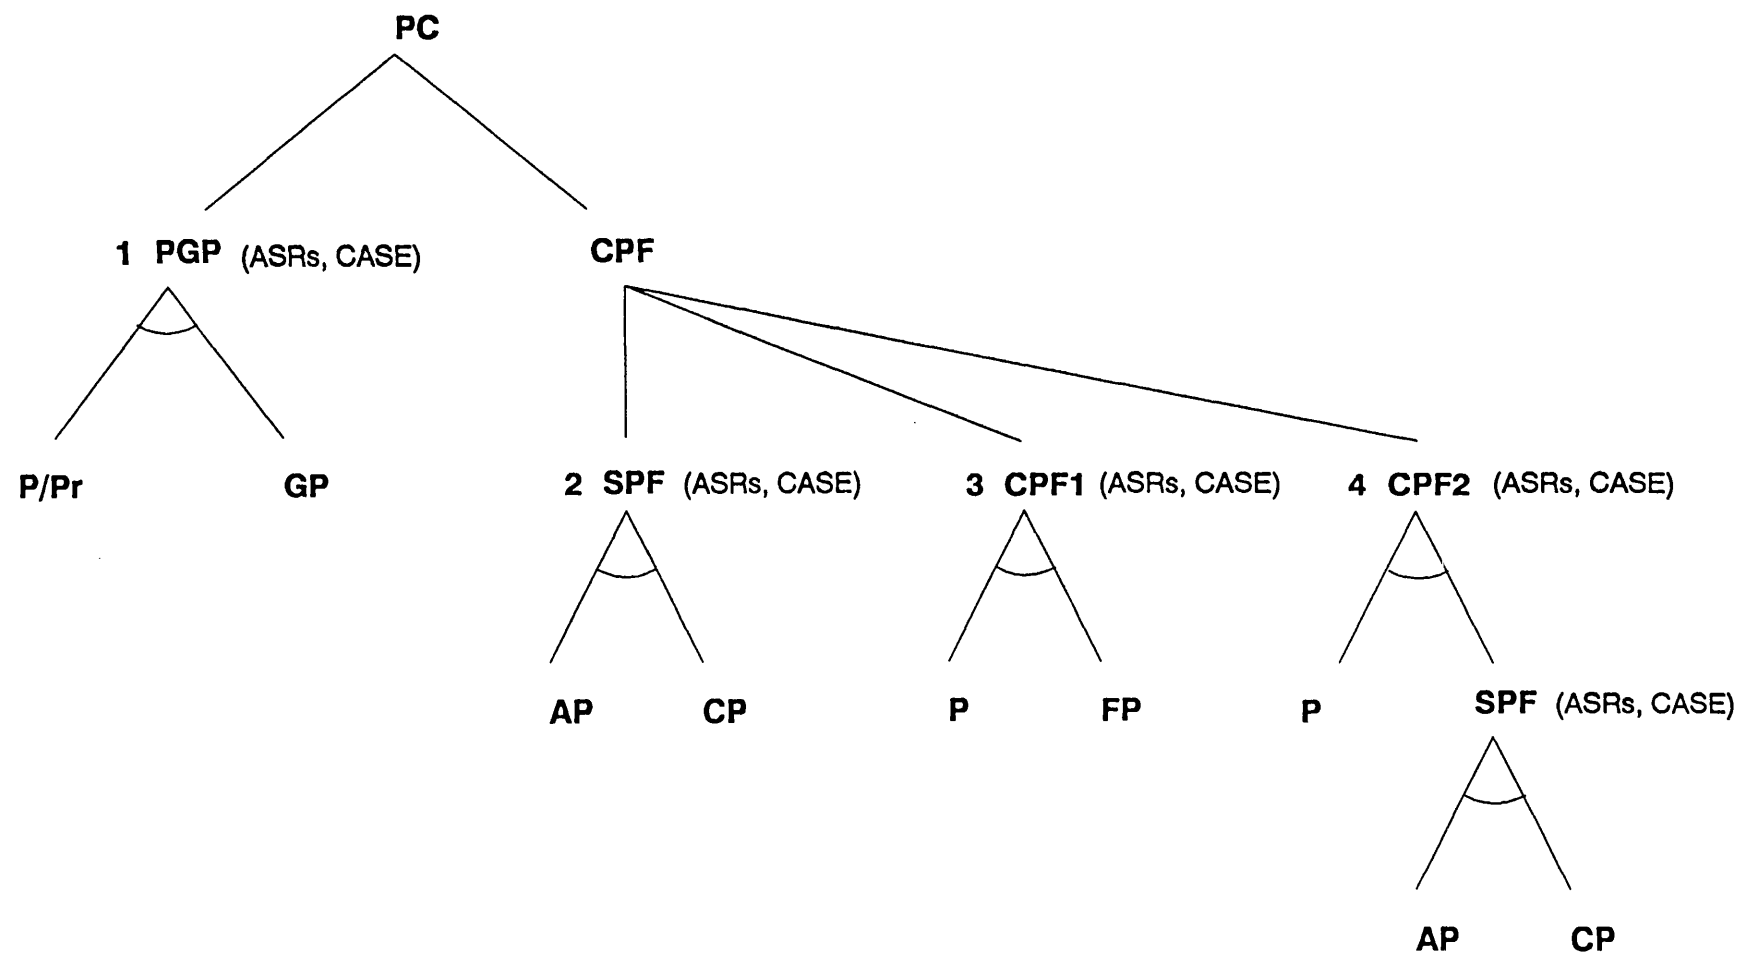 PC
1 PGP (ASRs, CASE) CPF
P/Pr GP 2 SPF (ASRs, CASE) 3 CPF1 (ASRs, CASE) 4 CPF2 (ASRs, CASE)
AP CP P FP P SPF (ASRs, CASE)
AP CP